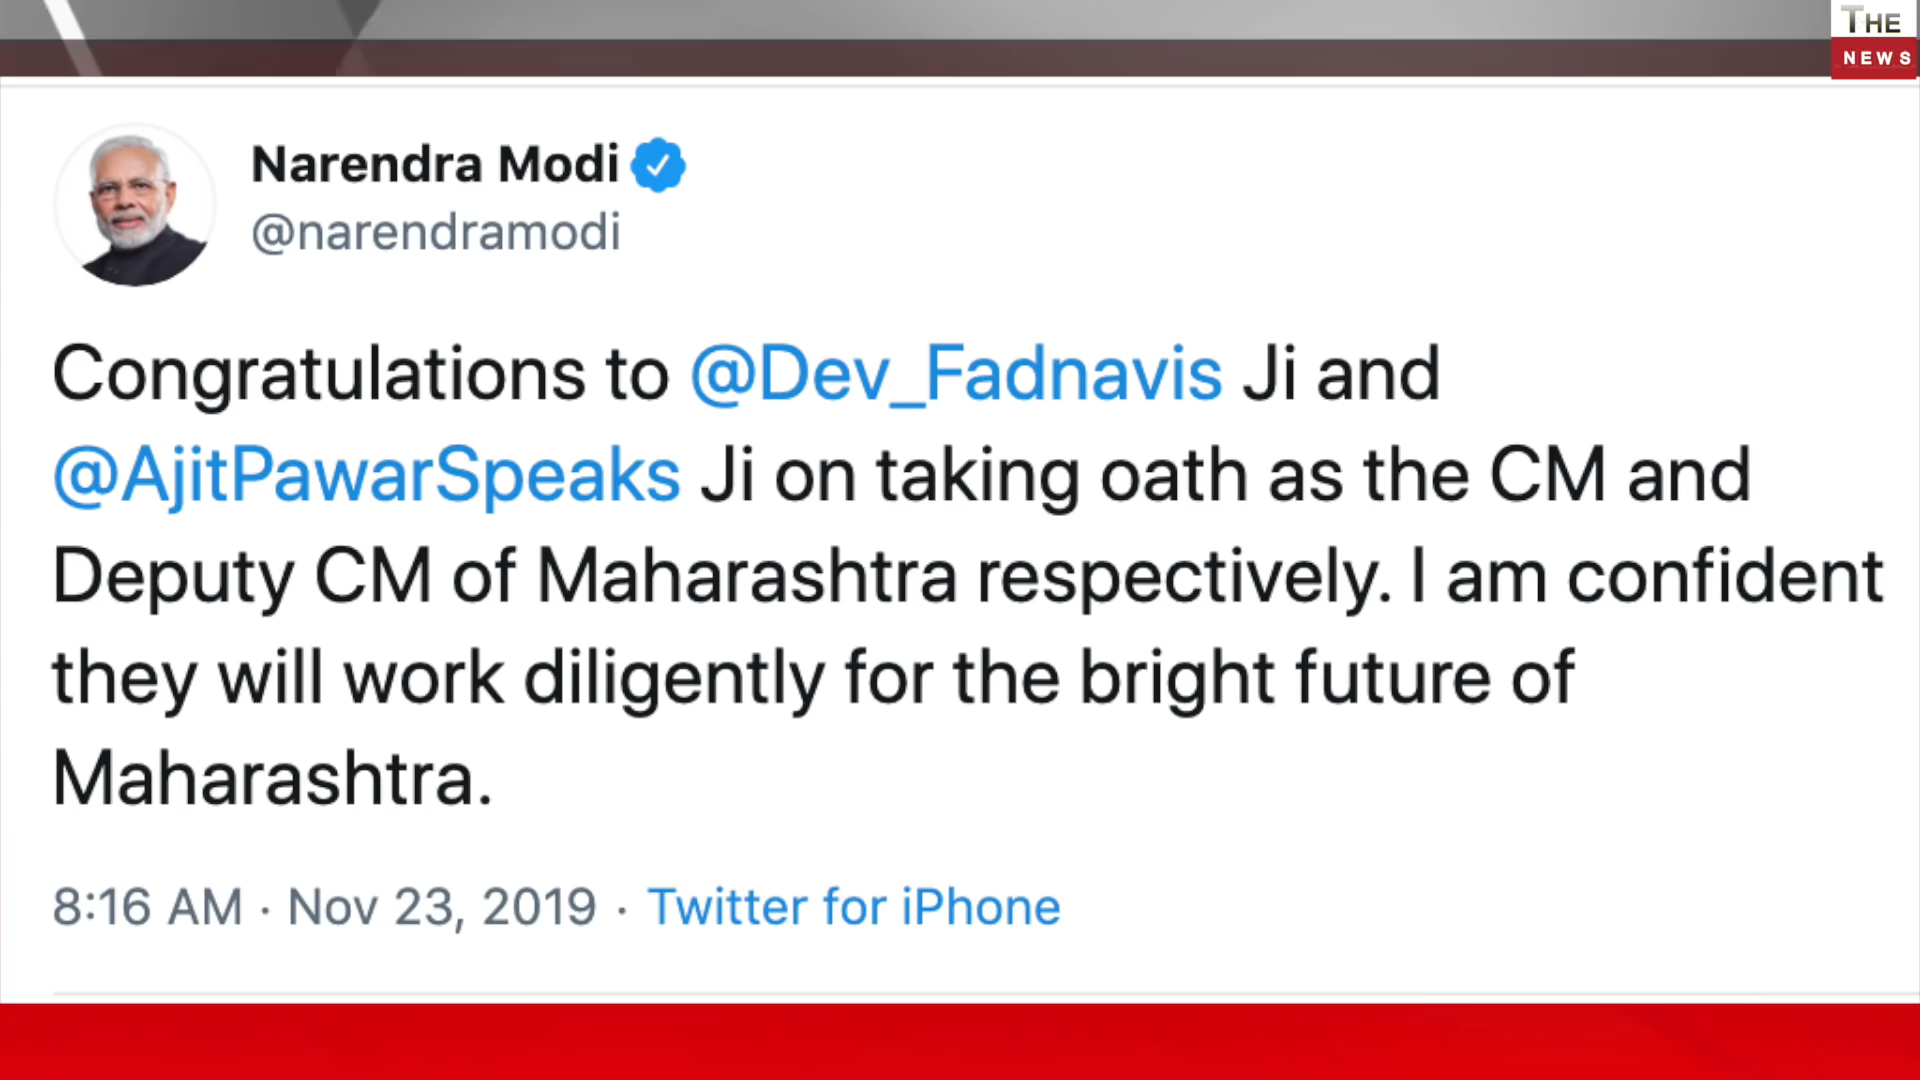 THE
NEWS
Narendra Modi
@narendramodi
Congratulations to @Dev_Fadnavis Ji and
@AjitPawarSpeaks Ji on taking oath as the CM and
Deputy CM of Maharashtra respectively. I am confident
they will work diligently for the bright future of
Maharashtra.
8:16 AM · Nov 23, 2019 · Twitter for iPhone